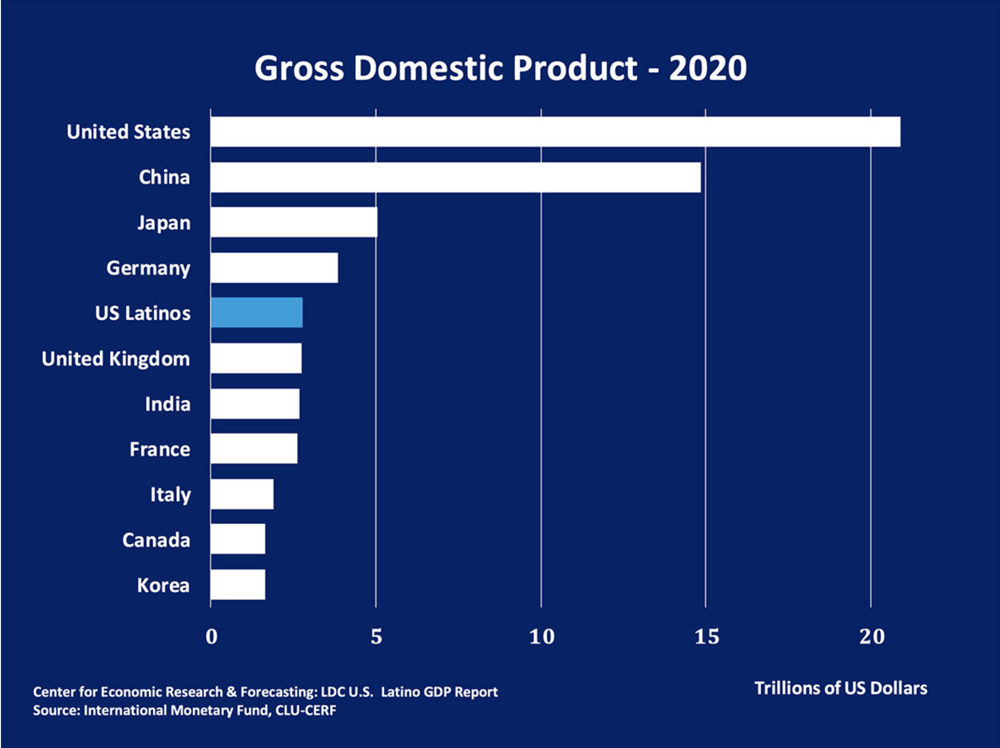 Gross Domestic Product - 2020
United States
China
Japan
Germany
US Latinos
United Kingdom
India
France
Italy
Canada
Korea
0 5 10 15 20
Trillions of US Dollars
Center for Economic Research & Forecasting: LDC U.S. Latino GDP Report
Source: International Monetary Fund, CLU-CERF